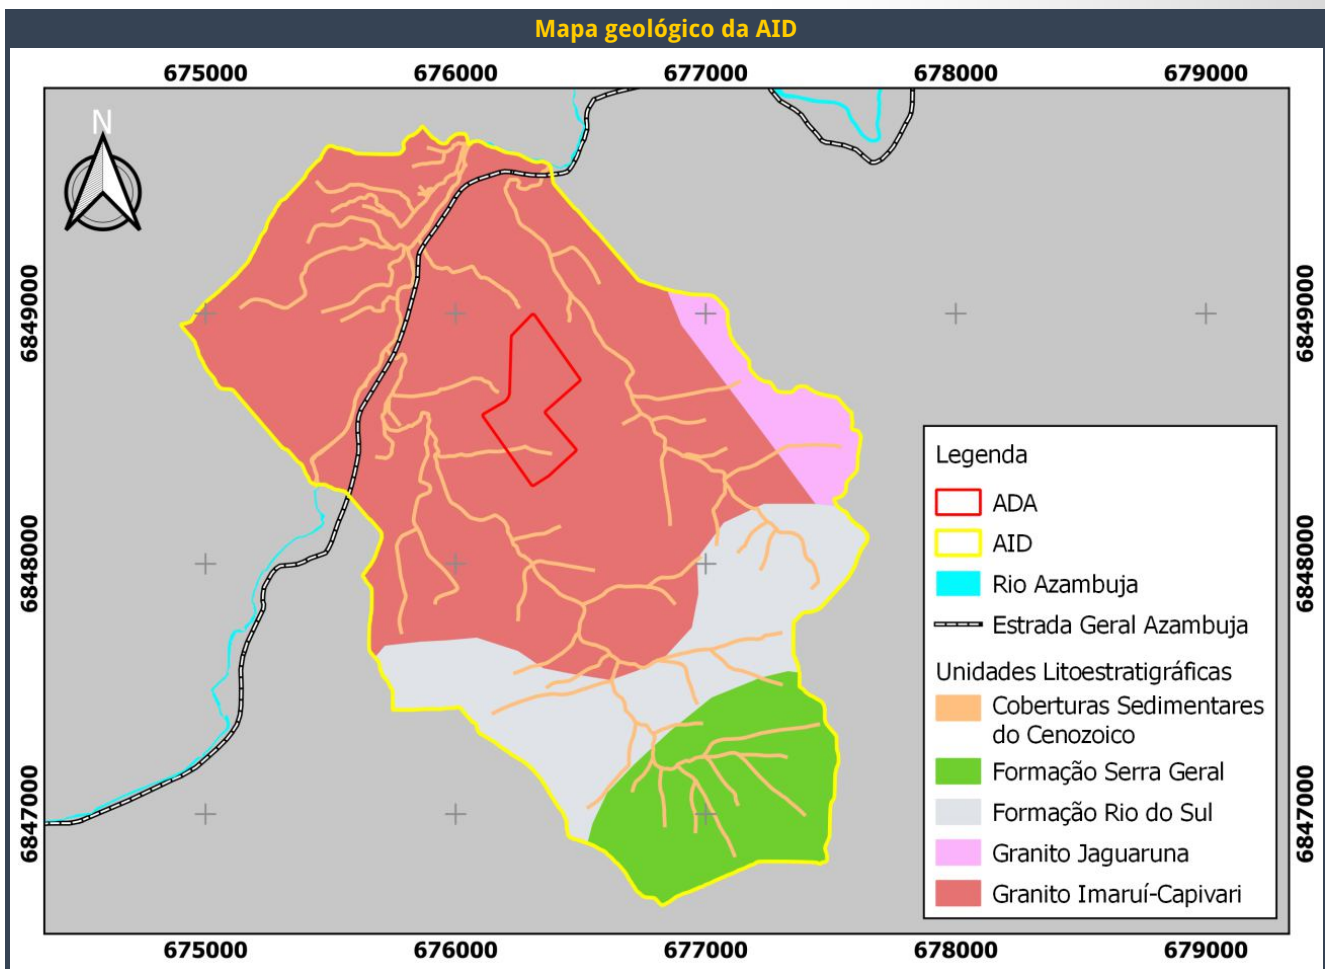 Mapa geológico da AID
675000 676000 677000 678000 679000
N
6849000 6849000
6848000 6848000
6847000 6847000
Legenda
ADA
AID
Rio Azambuja
Estrada Geral Azambuja
Unidades Litoestratigráficas
Coberturas Sedimentares
do Cenozoico
Formação Serra Geral
Formação Rio do Sul
Granito Jaguaruna
Granito Imaruí-Capivari
675000 676000 677000 678000 679000